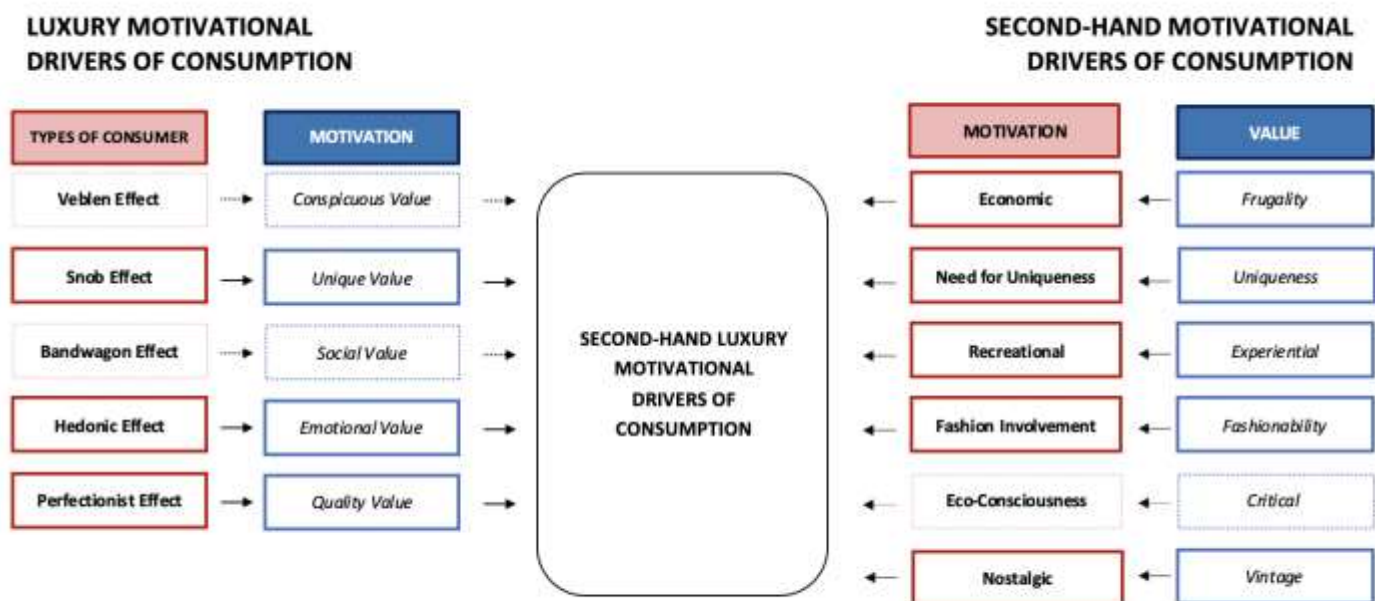 LUXURY MOTIVATIONAL
DRIVERS OF CONSUMPTION
SECOND-HAND MOTIVATIONAL
DRIVERS OF CONSUMPTION
TYPES OF CONSUMER
MOTIVATION
MOTIVATION
VALUE
Veblen Effect
Conspicuous Value
Economic
Frugality
Snob Effect
Unique Value
Need for Uniqueness
Uniqueness
Bandwagon Effect
Social Value
SECOND-HAND LUXURY
MOTIVATIONAL
DRIVERS OF
CONSUMPTION
Recreational
Experiential
Hedonic Effect
Emotional Value
Fashion Involvement
Fashionability
Perfectionist Effect
Quality Value
Eco-Consciousness
Critical
Nostalgic
Vintage